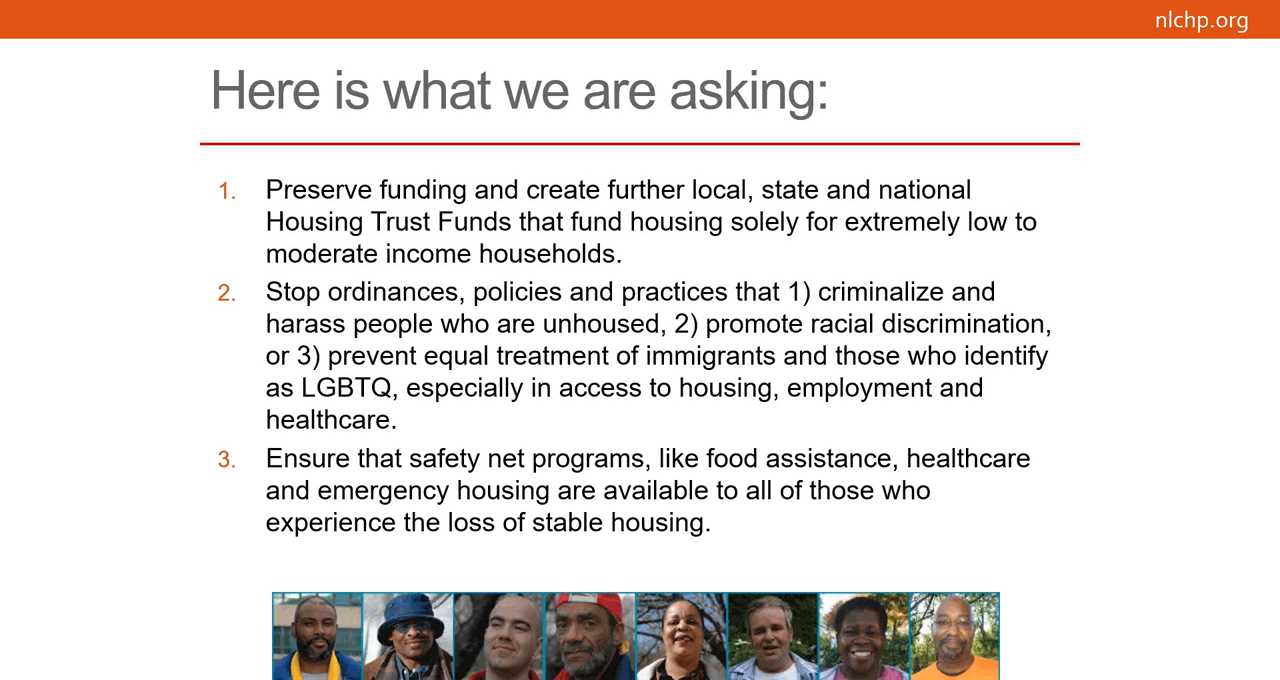 nlchp.org
Here is what we are asking:
1. Preserve funding and create further local, state and national
Housing Trust Funds that fund housing solely for extremely low to
moderate income households.
2. Stop ordinances, policies and practices that 1) criminalize and
harass people who are unhoused, 2) promote racial discrimination,
or 3) prevent equal treatment of immigrants and those who identify
as LGBTQ, especially in access to housing, employment and
healthcare.
3. Ensure that safety net programs, like food assistance, healthcare
and emergency housing are available to all of those who
experience the loss of stable housing.